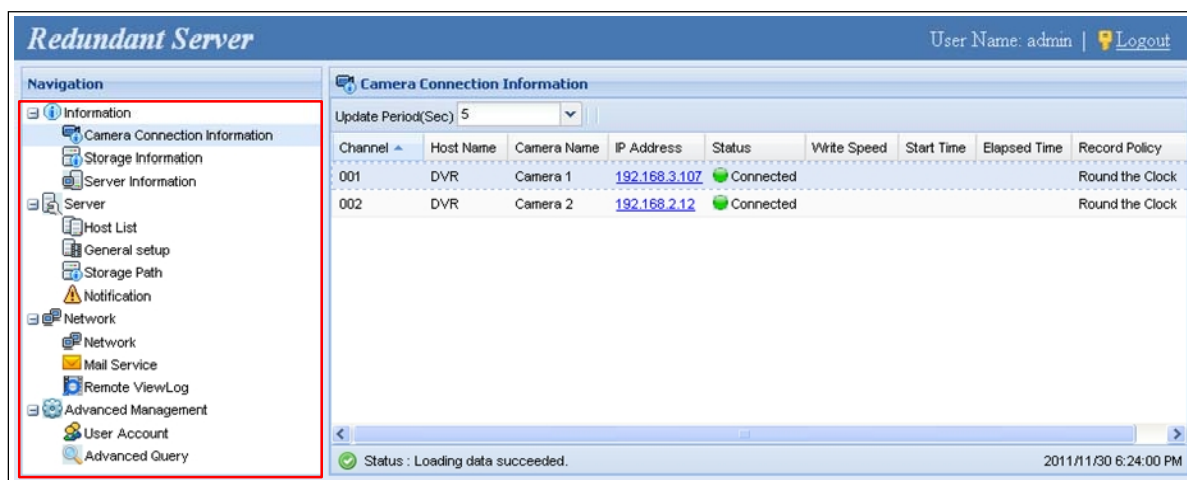 Redundant Server
User Name: admin | Logout
Navigation
Information
Camera Connection Information
Storage Information
Server Information
Server
Host List
General setup
Storage Path
Notification
Network
Network
Mail Service
Remote ViewLog
Advanced Management
User Account
Advanced Query
Camera Connection Information
Update Period(Sec) 5
Channel Host Name Camera Name IP Address Status Write Speed Start Time Elapsed Time Record Policy
001 DVR Camera 1 192.168.3.107 Connected Round the Clock
002 DVR Camera 2 192.168.2.12 Connected Round the Clock
Status : Loading data succeeded. 2011/11/30 6:24:00 PM